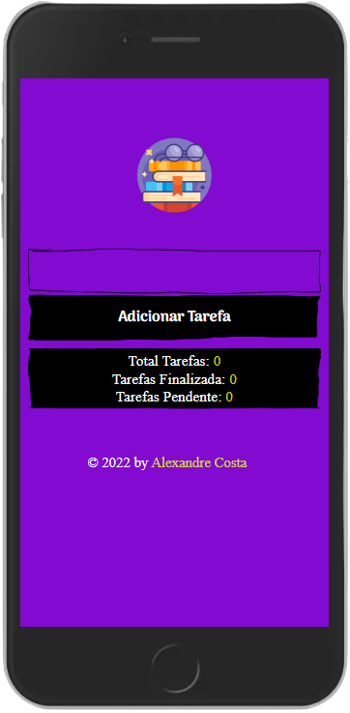 Adicionar Tarefa
Total Tarefas: 0
Tarefas Finalizada: 0
Tarefas Pendente: 0
© 2022 by Alexandre Costa